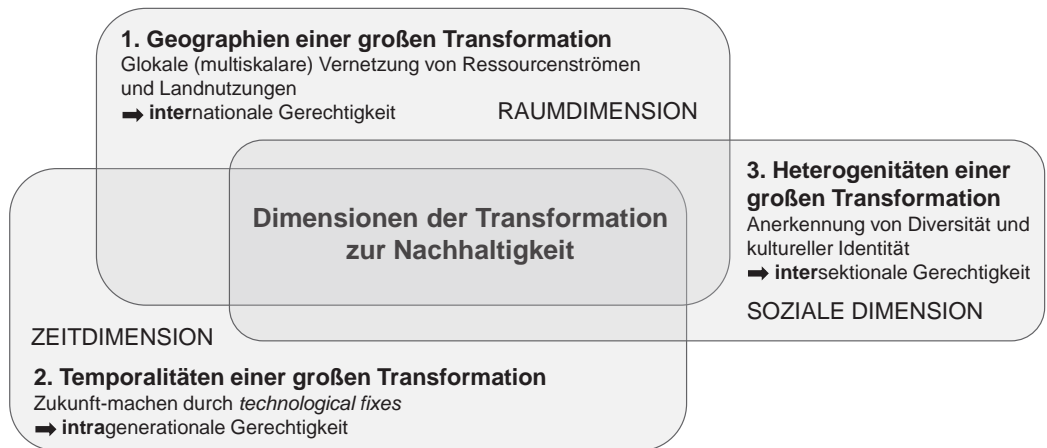 1. Geographien einer großen Transformation
Glokale (multiskalare) Vernetzung von Ressourcenströmen
und Landnutzungen
➡ internationale Gerechtigkeit
RAUMDIMENSION
3. Heterogenitäten einer
großen Transformation
Anerkennung von Diversität und
kultureller Identität
➡ intersektionale Gerechtigkeit
SOZIALE DIMENSION
Dimensionen der Transformation
zur Nachhaltigkeit
ZEITDIMENSION
2. Temporalitäten einer großen Transformation
Zukunft-machen durch technological fixes
➡ intragenerationale Gerechtigkeit